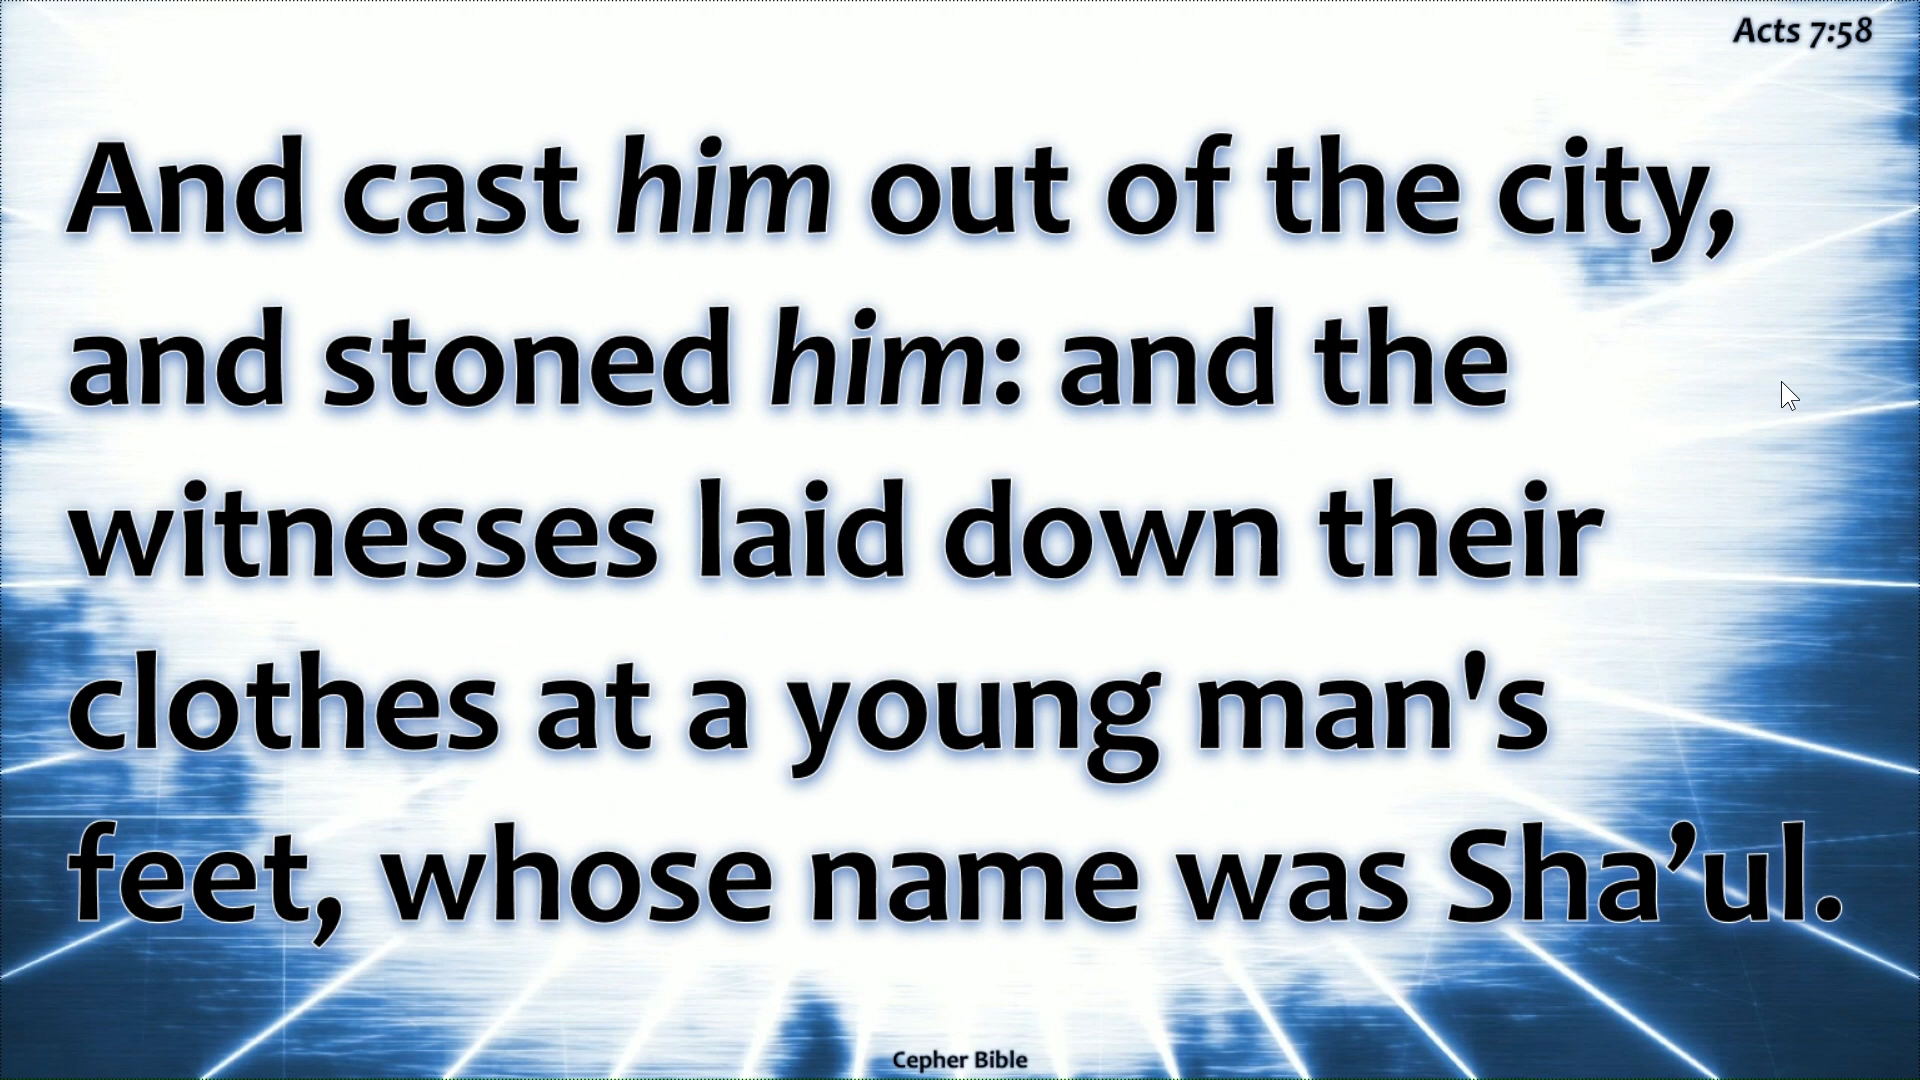 Acts 7:58
And cast him out of the city,
and stoned him: and the
witnesses laid down their
clothes at a young man's
feet, whose name was Sha’ul.
Cepher Bible